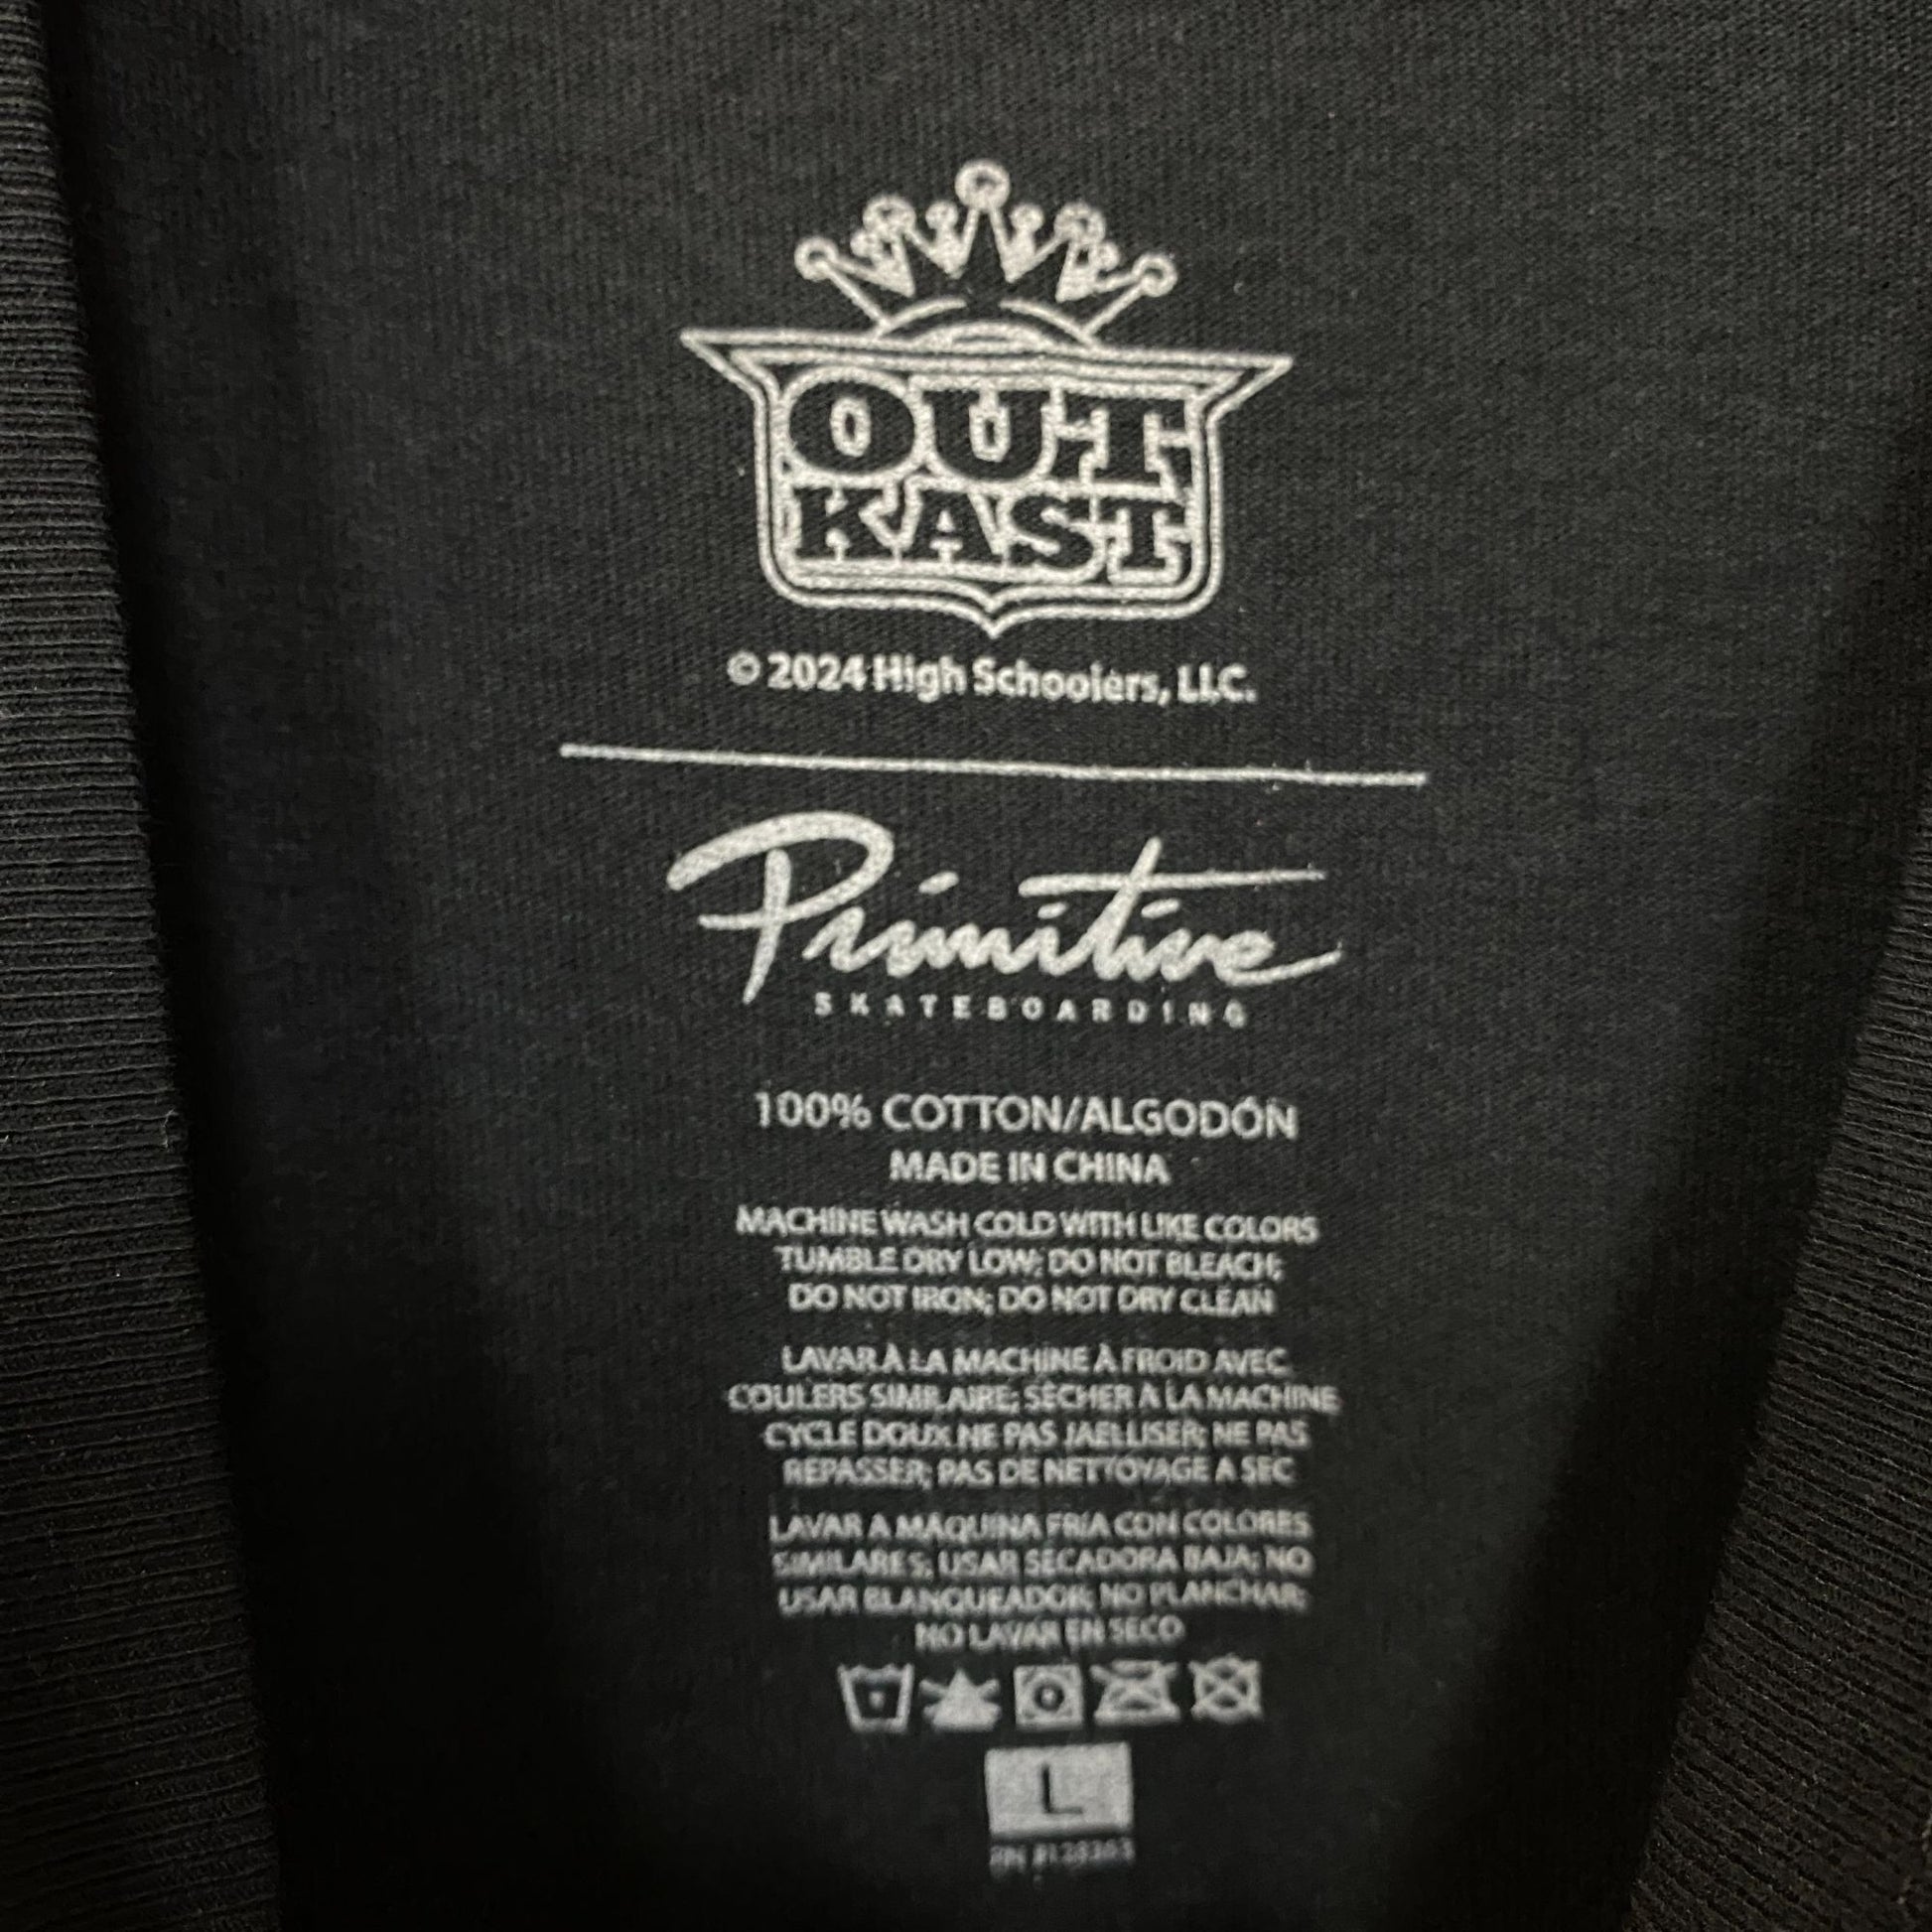 OUT
KAST
© 2024 High Schoolers, LLC.
Primitive
SKATEBOARDING
100% COTTON/ALGODÓN
MADE IN CHINA
MACHINE WASH COLD WITH LIKE COLORS
TUMBLE DRY LOW; DO NOT BLEACH;
DO NOT IRON; DO NOT DRY CLEAN
LAVAR À LA MACHINE À FROID AVEC
COULERS SIMILAIRE; SÉCHER A LA MACHINE
CYCLE DOUX NE PAS JAELLISER; NE PAS
REPASSER; PAS DE NETTOYAGE A SEC
LAVAR A MÁQUINA FRIA CON COLORES
SIMILARES; USAR SECADORA BAJA; NO
USAR BLANQUEADOR; NO PLANCHAR;
NO LAVAR EN SECO
L